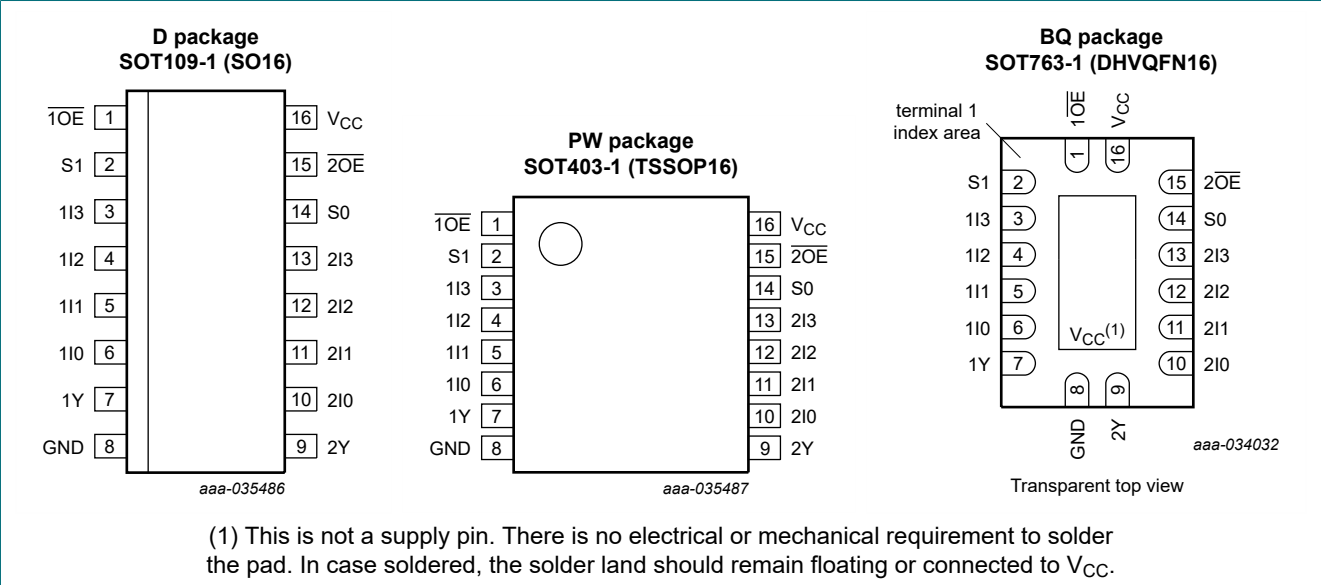 D package
SOT109-1 (SO16)
1O̅E̅ 1
S1 2
1I3 3
1I2 4
1I1 5
1I0 6
1Y 7
GND 8
16 VCC
15 2O̅E̅
14 S0
13 2I3
12 2I2
11 2I1
10 2I0
9 2Y
aaa-035486
PW package
SOT403-1 (TSSOP16)
1O̅E̅ 1
S1 2
1I3 3
1I2 4
1I1 5
1I0 6
1Y 7
GND 8
16 VCC
15 2O̅E̅
14 S0
13 2I3
12 2I2
11 2I1
10 2I0
9 2Y
aaa-035487
BQ package
SOT763-1 (DHVQFN16)
terminal 1
index area
1O̅E̅
VCC
1
16
S1 2
1I3 3
1I2 4
1I1 5
1I0 6
1Y 7
15 2O̅E̅
14 S0
13 2I3
12 2I2
11 2I1
10 2I0
VCC(1)
8
9
GND
2Y
aaa-034032
Transparent top view
(1) This is not a supply pin. There is no electrical or mechanical requirement to solder
the pad. In case soldered, the solder land should remain floating or connected to VCC.